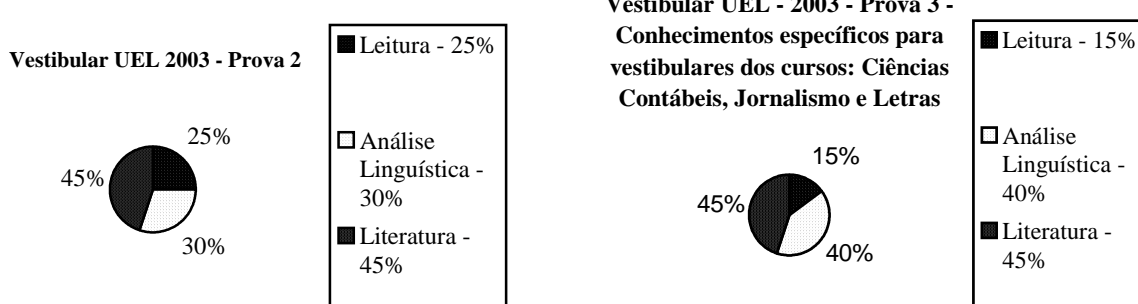 Vestibular UEL 2003 - Prova 2
Leitura - 25%
Análise
Linguística -
30%
Literatura -
45%
25%
45%
30%
Vestibular UEL - 2003 - Prova 3 -
Conhecimentos específicos para
vestibulares dos cursos: Ciências
Contábeis, Jornalismo e Letras
Leitura - 15%
Análise
Linguística -
40%
Literatura -
45%
15%
45%
40%